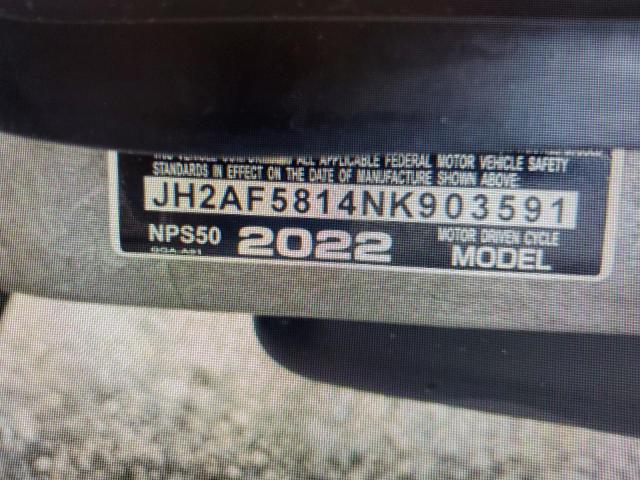 ALL APPLICABLE FEDERAL MOTOR VEHICLE SAFETY
STANDARDS IN EFFECT ON THE DATE OF MANUFACTURE SHOWN ABOVE.
JH2AF5814NK903591
NPS50 2022 MOTOR DRIVEN CYCLE
MODEL